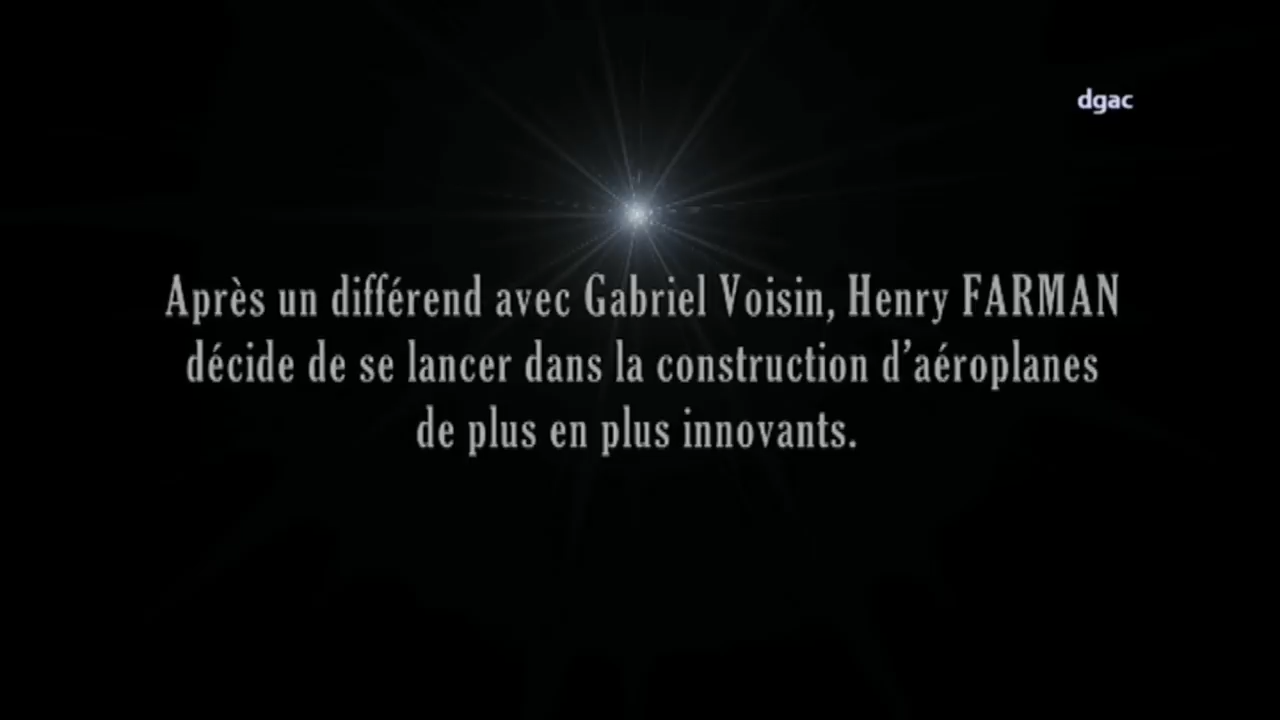 dgac
Après un différend avec Gabriel Voisin, Henry FARMAN
décide de se lancer dans la construction d’aéroplanes
de plus en plus innovants.